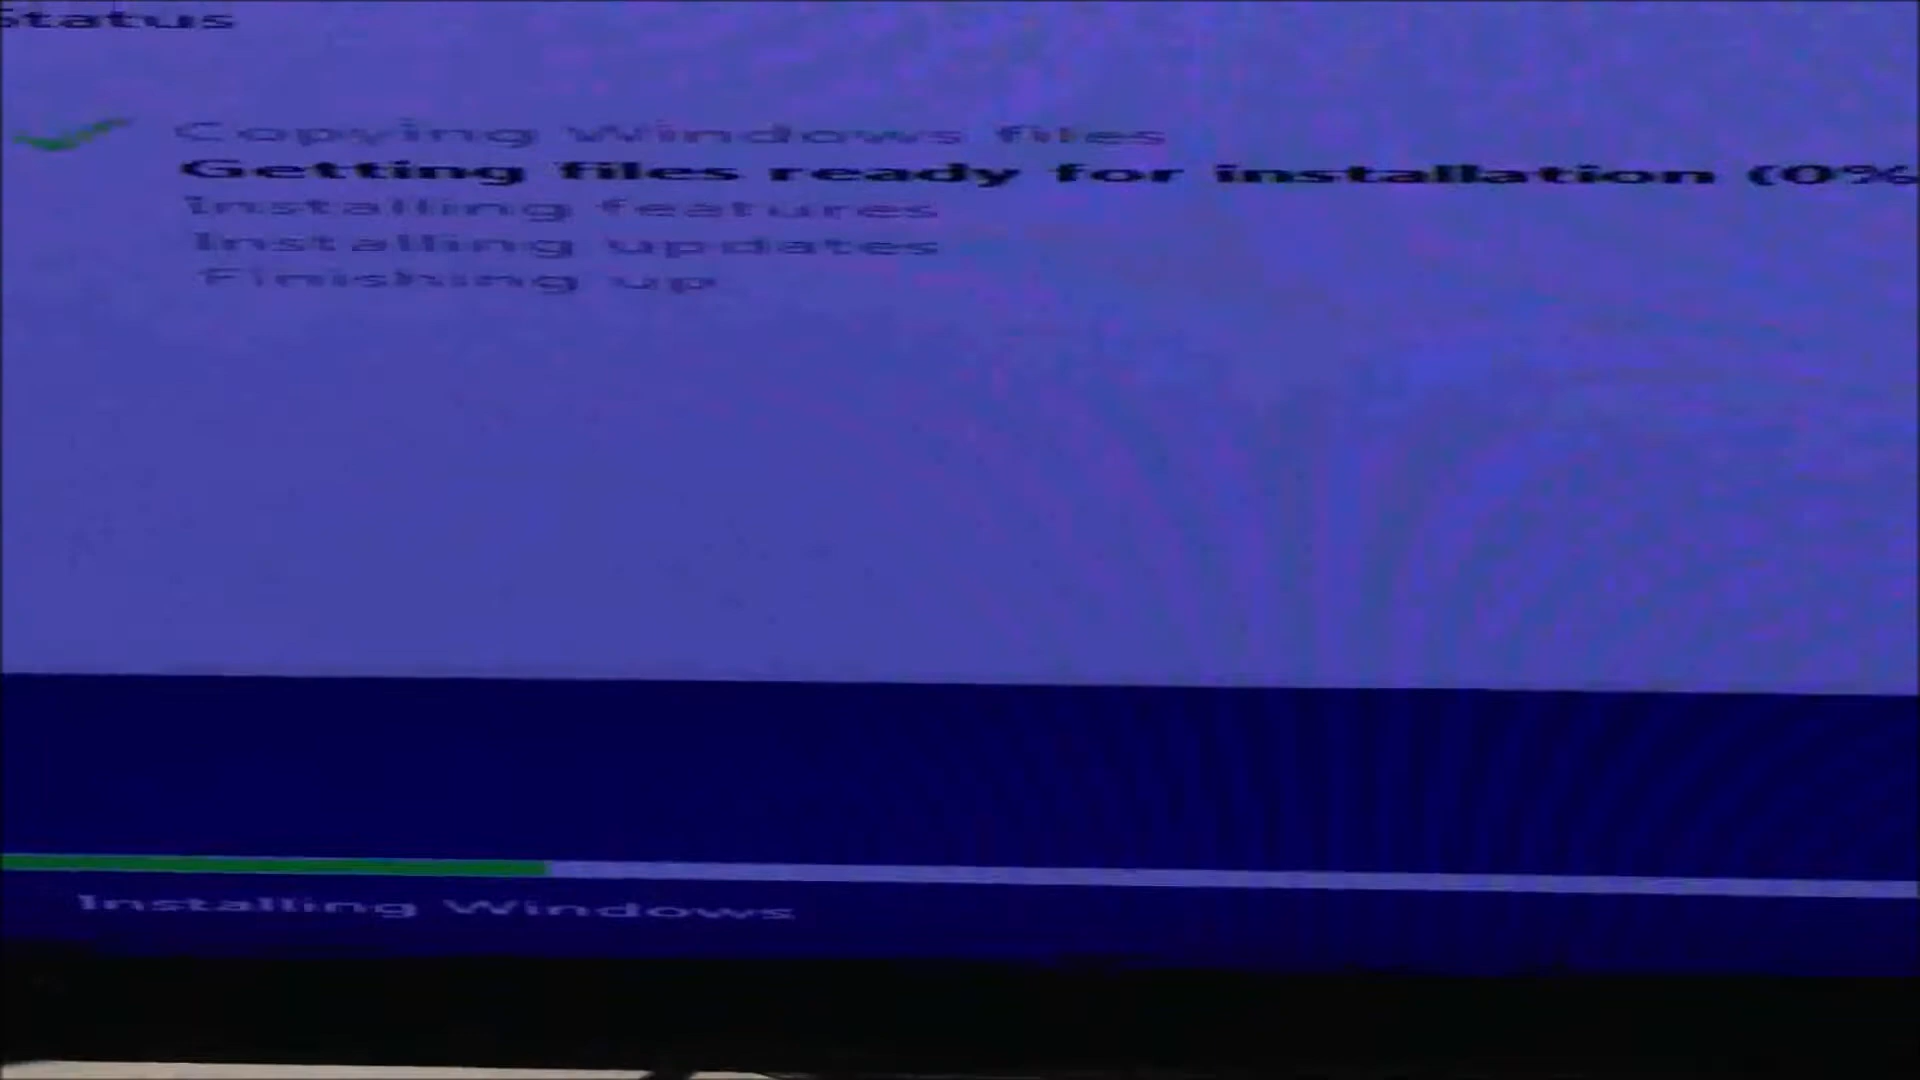 Status
Copying Windows files
Getting files ready for installation (0%
Installing features
Installing updates
Finishing up
Installing Windows